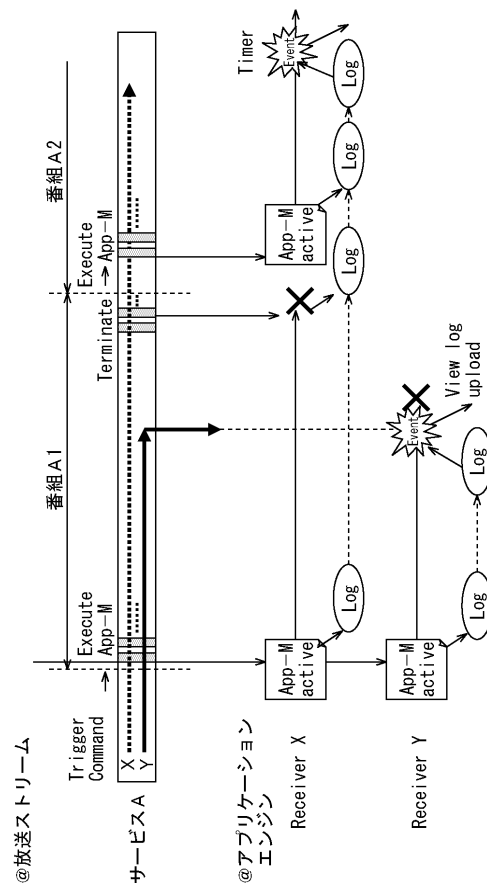 @放送ストリーム
番組A1
番組A2
Trigger
Command
Execute
App-M
Terminate
Execute
App-M
サービスA
X
Y
@アプリケーション
エンジン
Receiver X
App-M
active
Log
Log
App-M
active
Log
Log
Event
Timer
Receiver Y
App-M
active
Log
Log
Event
View log
upload